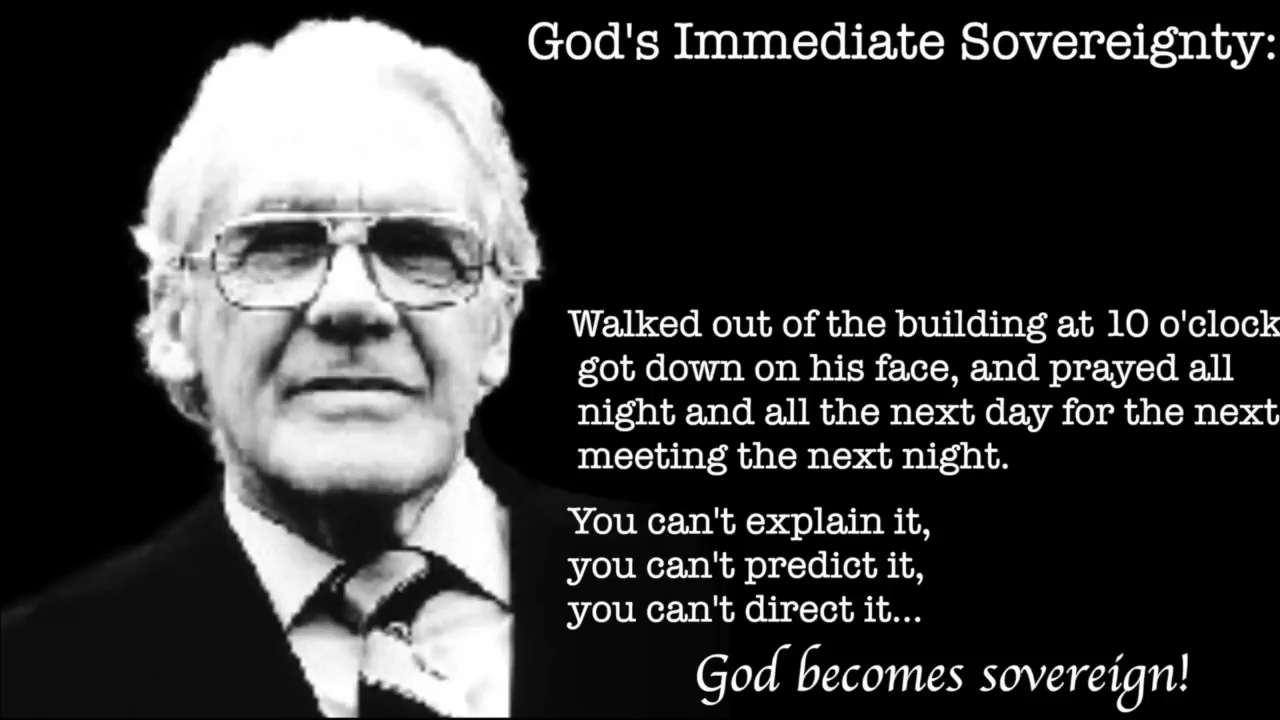 God's Immediate Sovereignty:
Walked out of the building at 10 o'clock
got down on his face, and prayed all
night and all the next day for the next
meeting the next night.
You can't explain it,
you can't predict it,
you can't direct it...
God becomes sovereign!